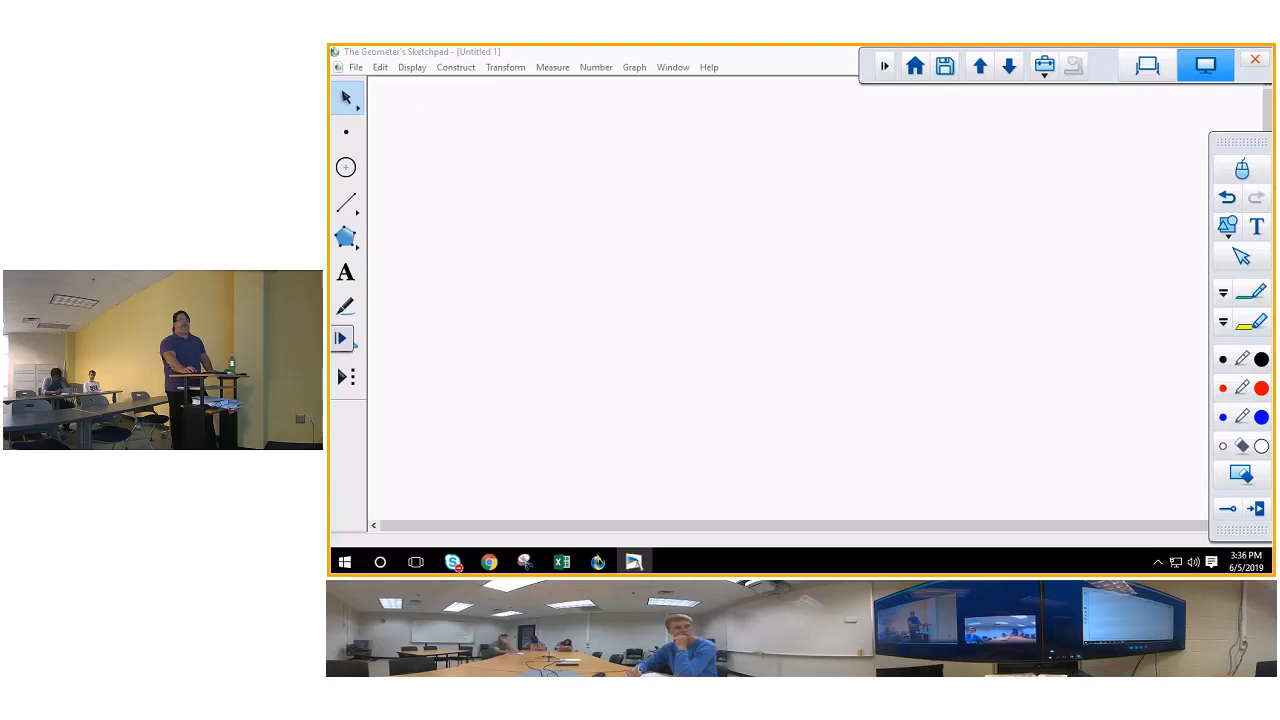 The Geometer's Sketchpad - [Untitled 1]
File Edit Display Construct Transform Measure Number Graph Window Help
A
T
3:36 PM
6/5/2019